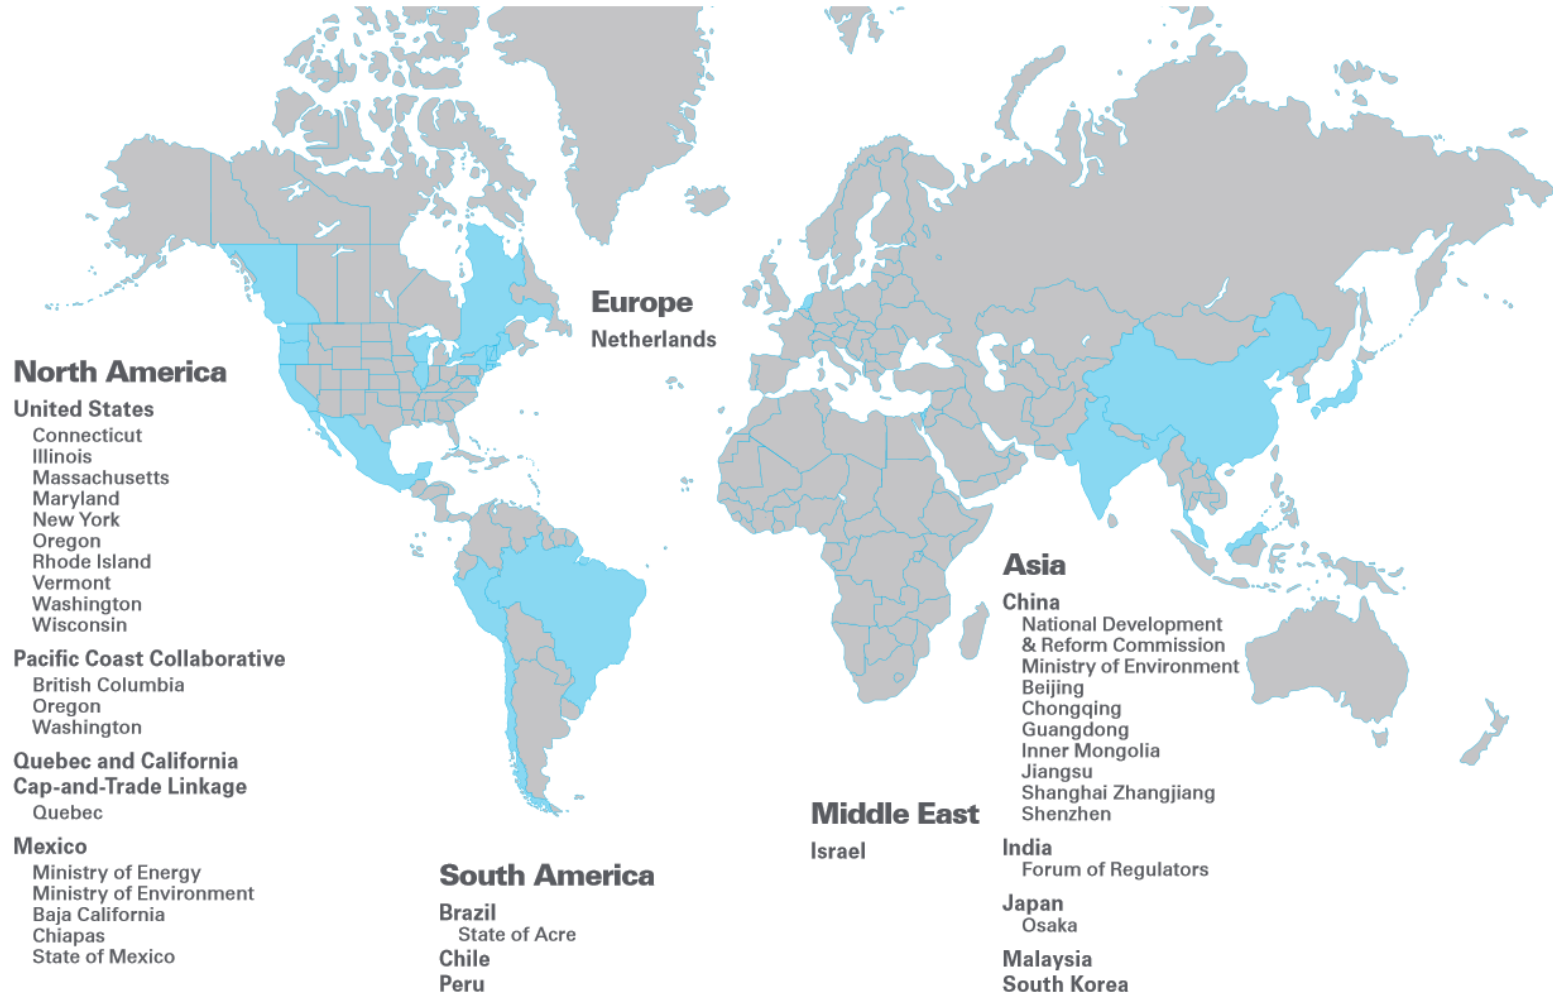 North America
United States
Connecticut
Illinois
Massachusetts
Maryland
New York
Oregon
Rhode Island
Vermont
Washington
Wisconsin
Pacific Coast Collaborative
British Columbia
Oregon
Washington
Quebec and California
Cap-and-Trade Linkage
Quebec
Mexico
Ministry of Energy
Ministry of Environment
Baja California
Chiapas
State of Mexico
Europe
Netherlands
South America
Brazil
State of Acre
Chile
Peru
Middle East
Israel
Asia
China
National Development
& Reform Commission
Ministry of Environment
Beijing
Chongqing
Guangdong
Inner Mongolia
Jiangsu
Shanghai Zhangjiang
Shenzhen
India
Forum of Regulators
Japan
Osaka
Malaysia
South Korea